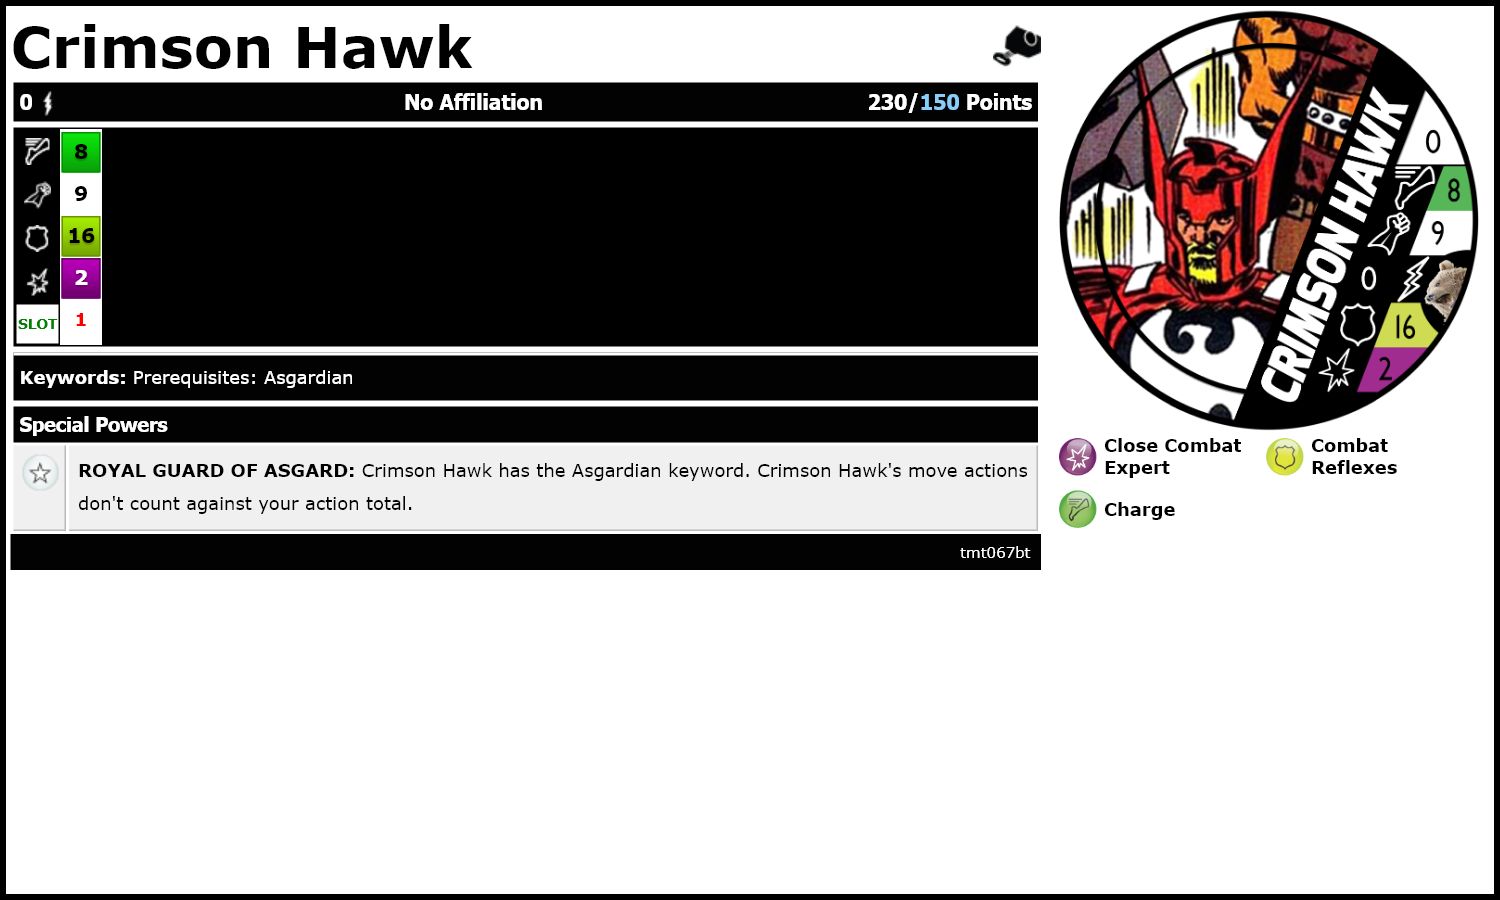 Crimson Hawk
0 No Affiliation 230/150 Points
8
9
16
2
SLOT 1
Keywords: Prerequisites: Asgardian
Special Powers
ROYAL GUARD OF ASGARD: Crimson Hawk has the Asgardian keyword. Crimson Hawk's move actions
don't count against your action total.
tmt067bt
CRIMSON HAWK
0
8
9
0
16
2
Close Combat
Expert
Combat
Reflexes
Charge